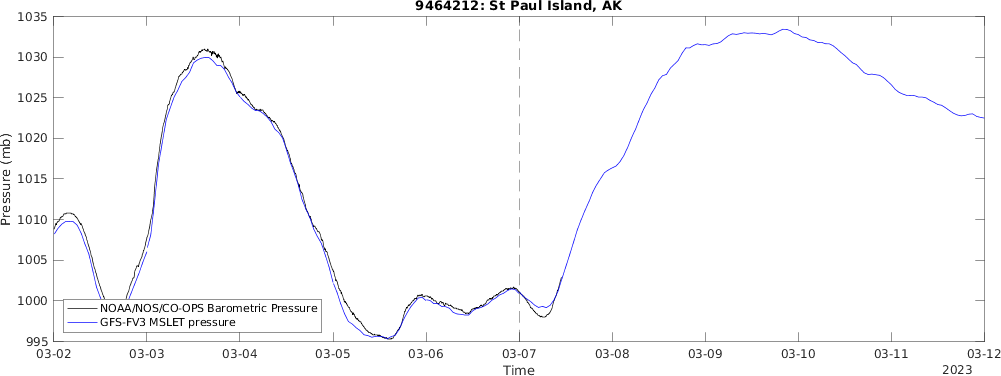 9464212: St Paul Island, AK
1035
1030
1025
1020
1015
1010
1005
1000
995
Pressure (mb)
NOAA/NOS/CO-OPS Barometric Pressure
GFS-FV3 MSLET pressure
03-02 03-03 03-04 03-05 03-06 03-07 03-08 03-09 03-10 03-11 03-12
Time
2023